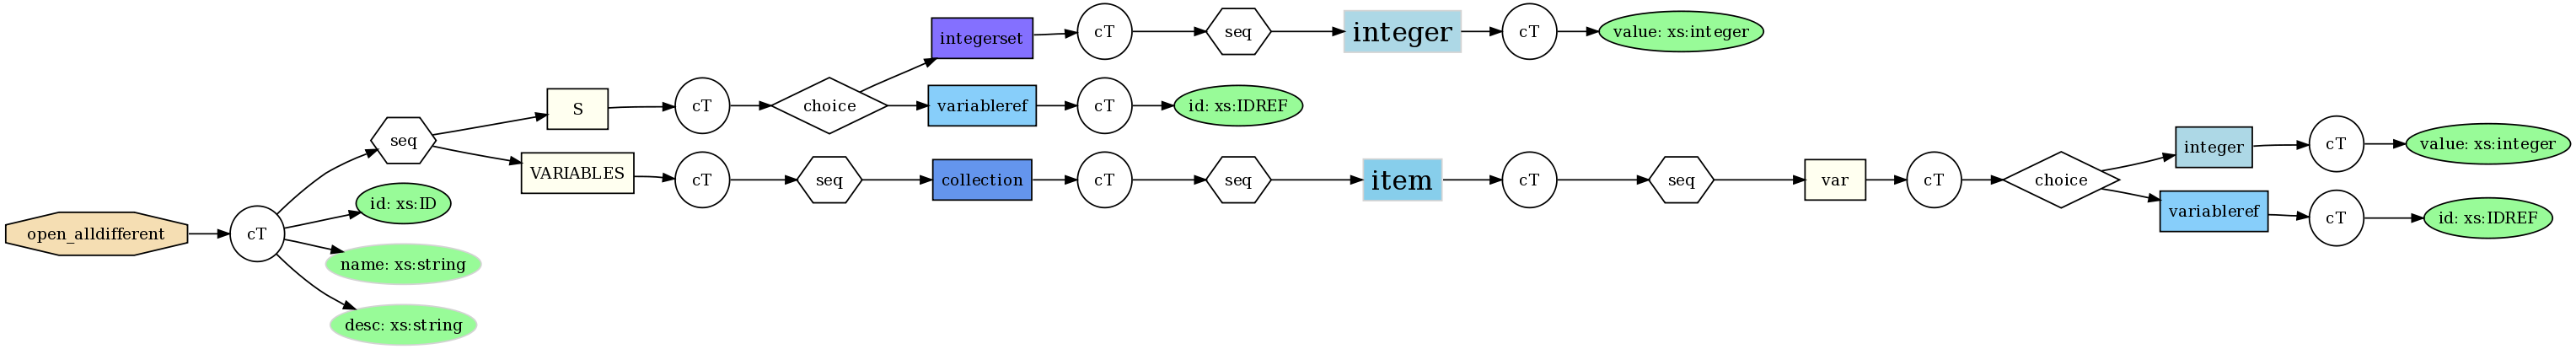 open_alldifferent
cT
seq
S
cT
choice
integerset
cT
seq
integer
cT
value: xs:integer
variableref
cT
id: xs:IDREF
VARIABLES
cT
seq
collection
cT
seq
item
cT
seq
var
cT
choice
integer
cT
value: xs:integer
variableref
cT
id: xs:IDREF
id: xs:ID
name: xs:string
desc: xs:string